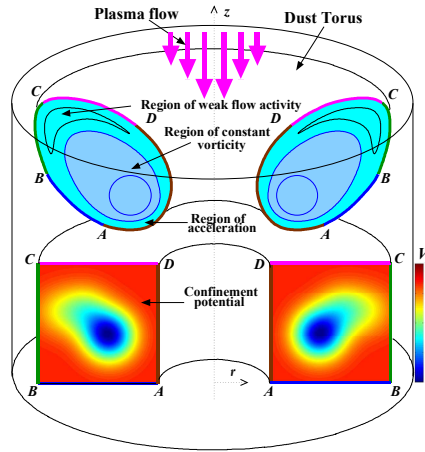 Plasma flow
z
Dust Torus
C
C
Region of weak flow activity
D
D
Region of constant
vorticity
B
B
A
Region of
acceleration
A
C
D
D
C
V
Confinement
potential
r
B
A
A
B